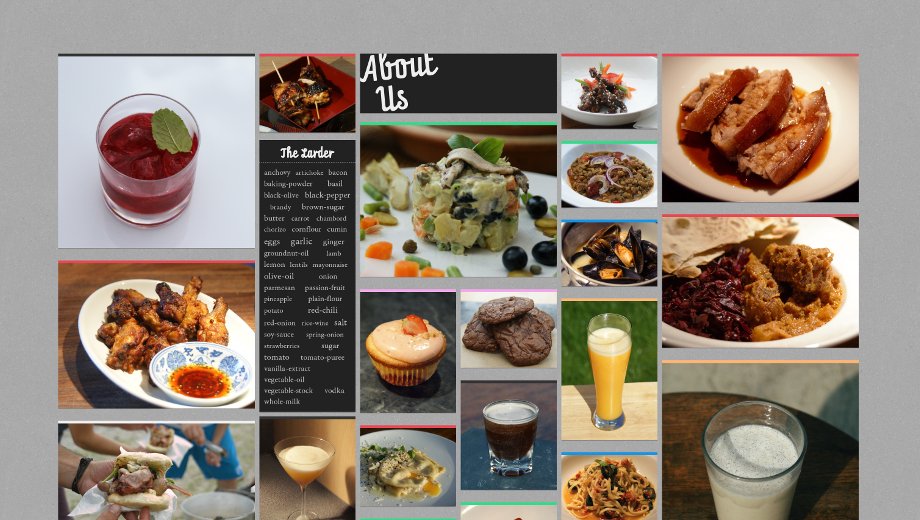 About
Us
The Larder
anchovy artichoke bacon
baking-powder basil
black-olive black-pepper
brandy brown-sugar
butter carrot chambord
chorizo cornflour cumin
eggs garlic ginger
groundnut-oil lamb
lemon lentils mayonnaise
olive-oil onion
parmesan passion-fruit
pineapple plain-flour
potato red-chili
red-onion rice-wine salt
soy-sauce spring-onion
strawberries sugar
tomato tomato-puree
vanilla-extract
vegetable-oil
vegetable-stock vodka
whole-milk